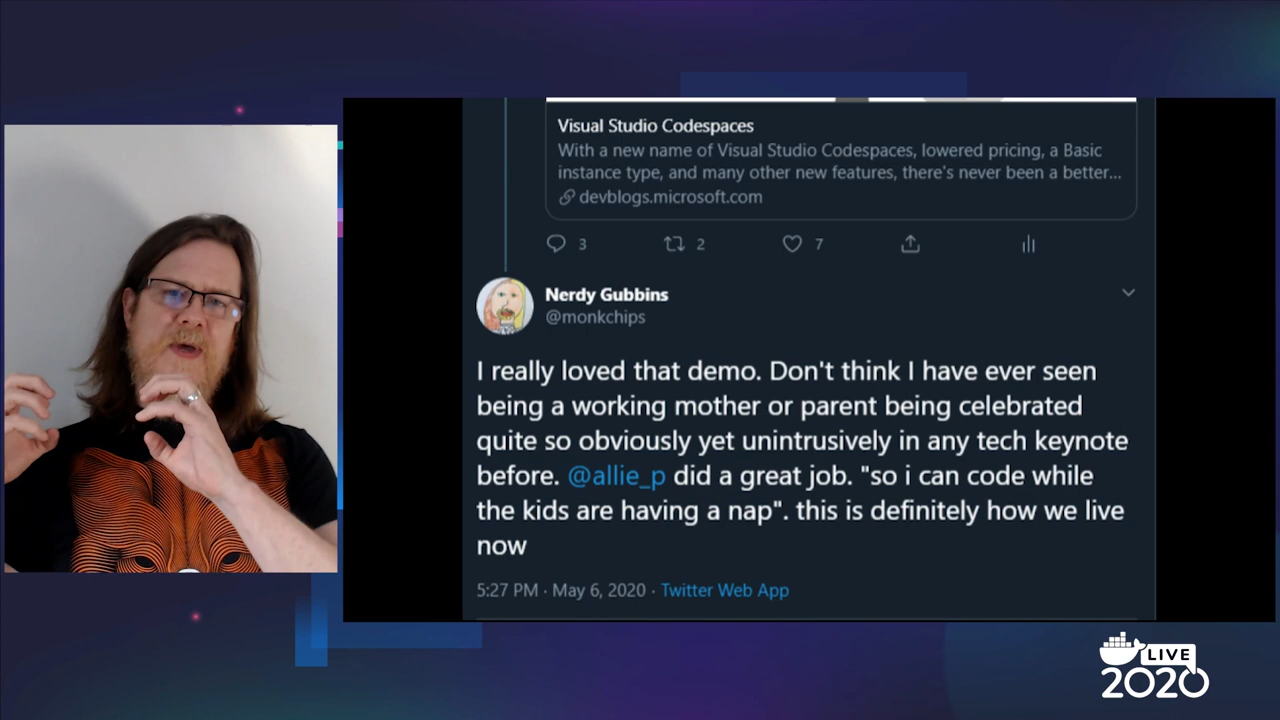 Visual Studio Codespaces
With a new name of Visual Studio Codespaces, lowered pricing, a Basic
instance type, and many other new features, there's never been a better...
devblogs.microsoft.com
3 2 7
Nerdy Gubbins
@monkchips
I really loved that demo. Don't think I have ever seen
being a working mother or parent being celebrated
quite so obviously yet unintrusively in any tech keynote
before. @allie_p did a great job. "so i can code while
the kids are having a nap". this is definitely how we live
now
5:27 PM · May 6, 2020 · Twitter Web App
LIVE
2020